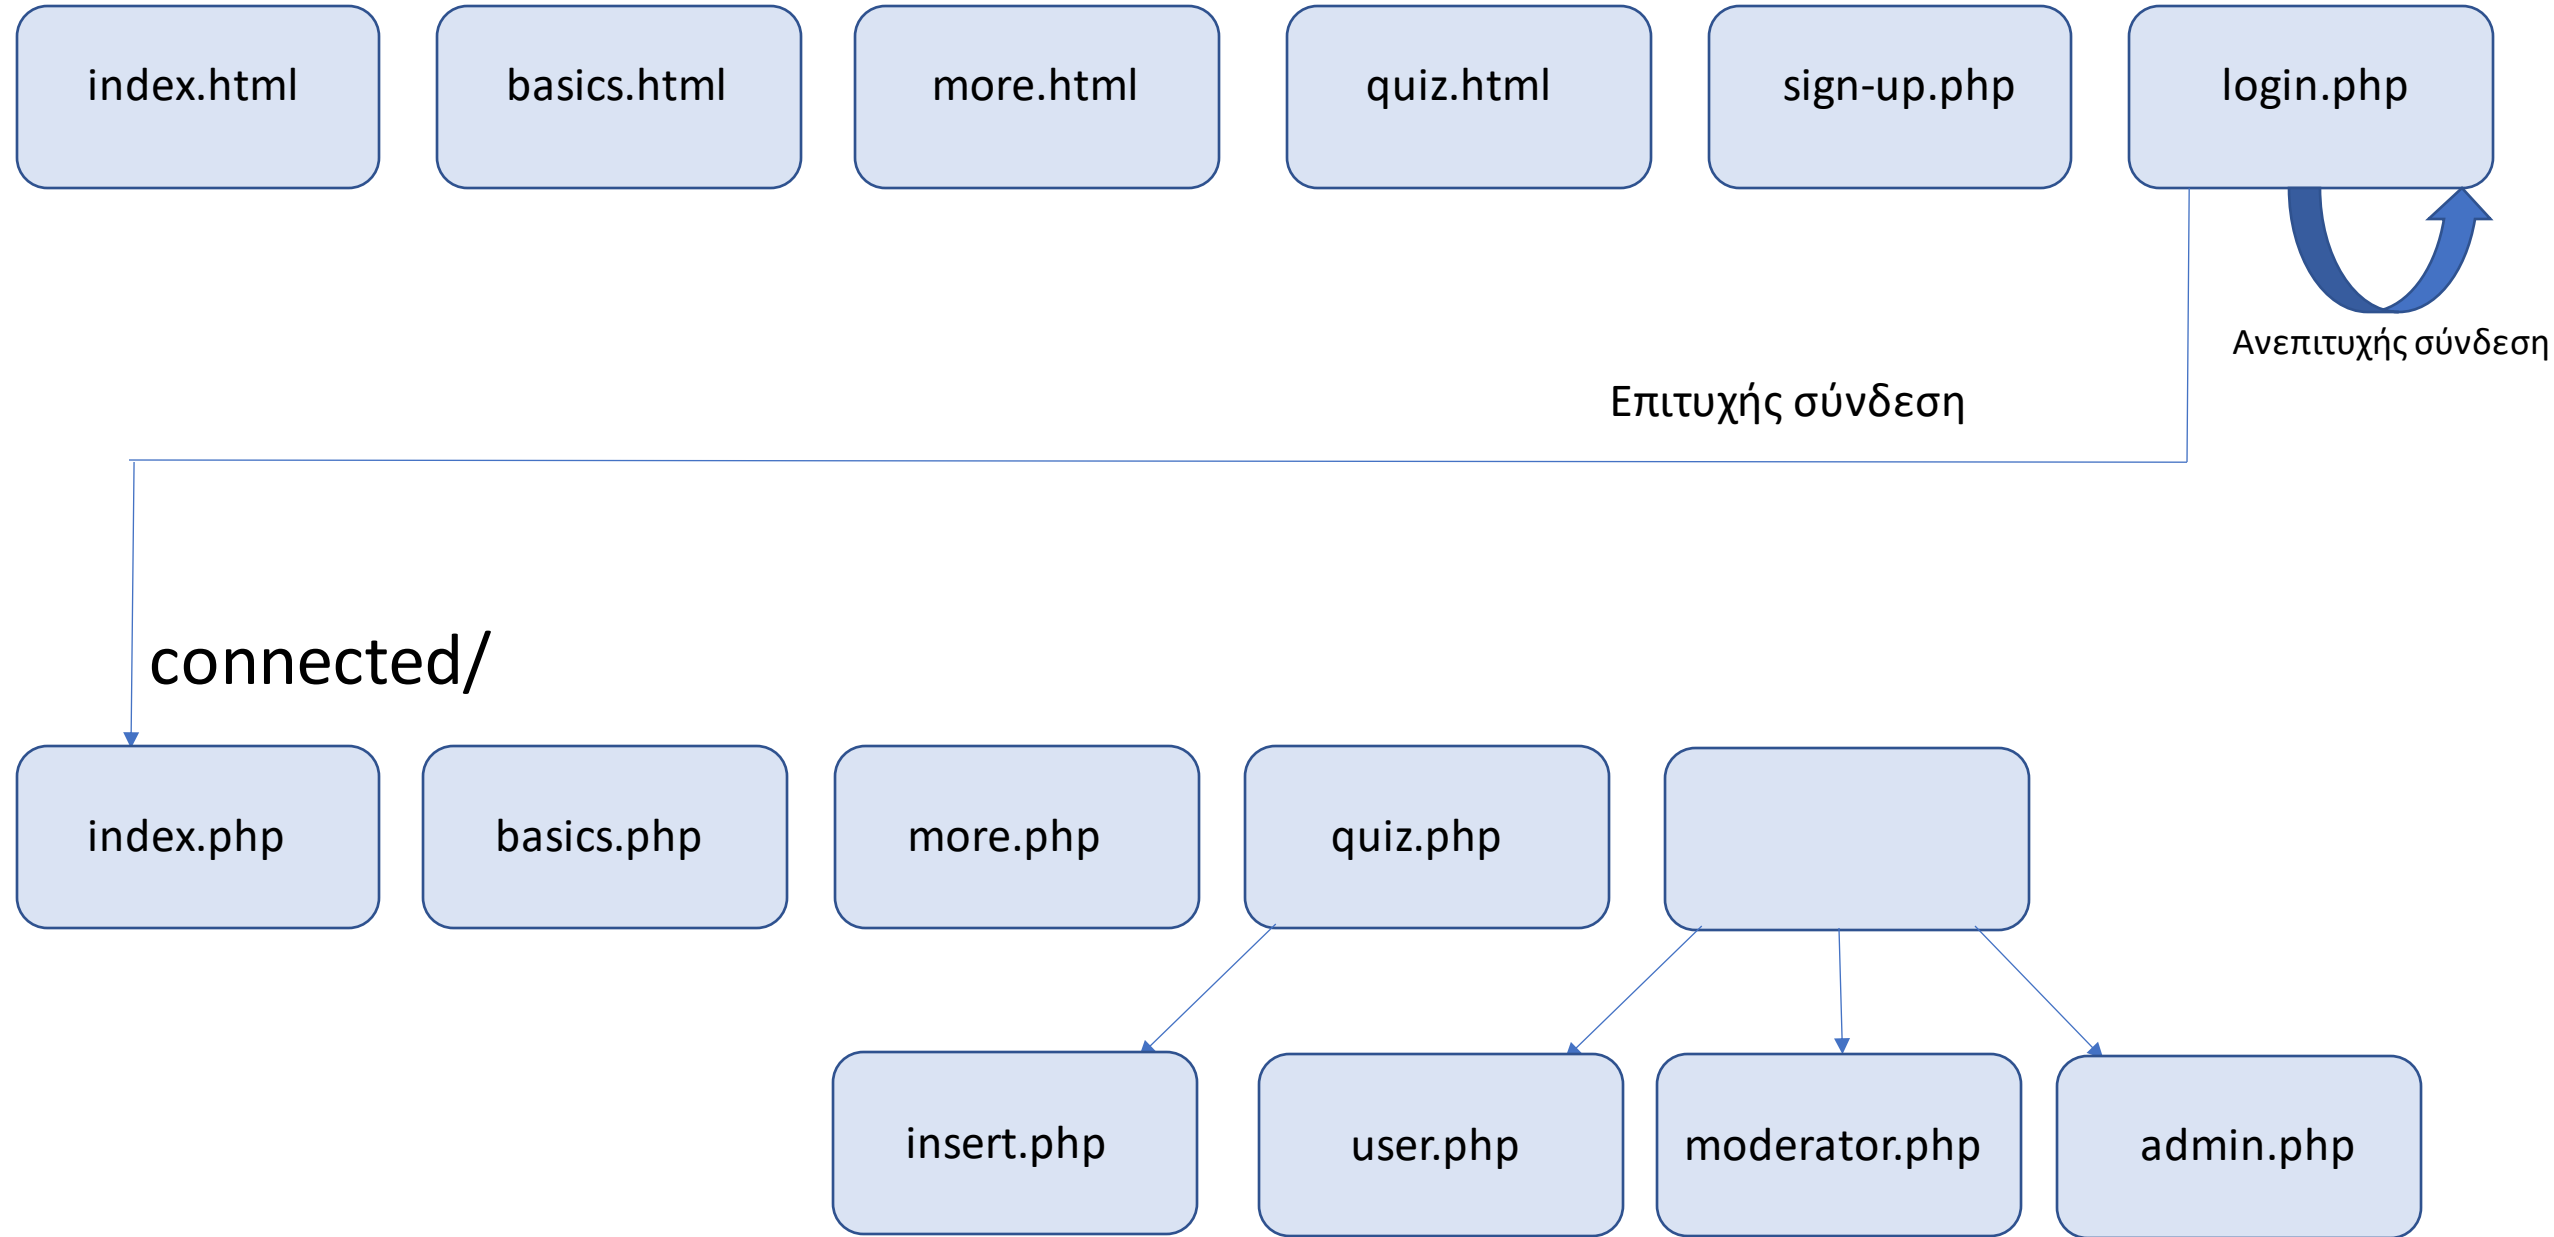 index.html
basics.html
more.html
quiz.html
sign-up.php
login.php
Ανεπιτυχής σύνδεση
Επιτυχής σύνδεση
connected/
index.php
basics.php
more.php
quiz.php
insert.php
user.php
moderator.php
admin.php